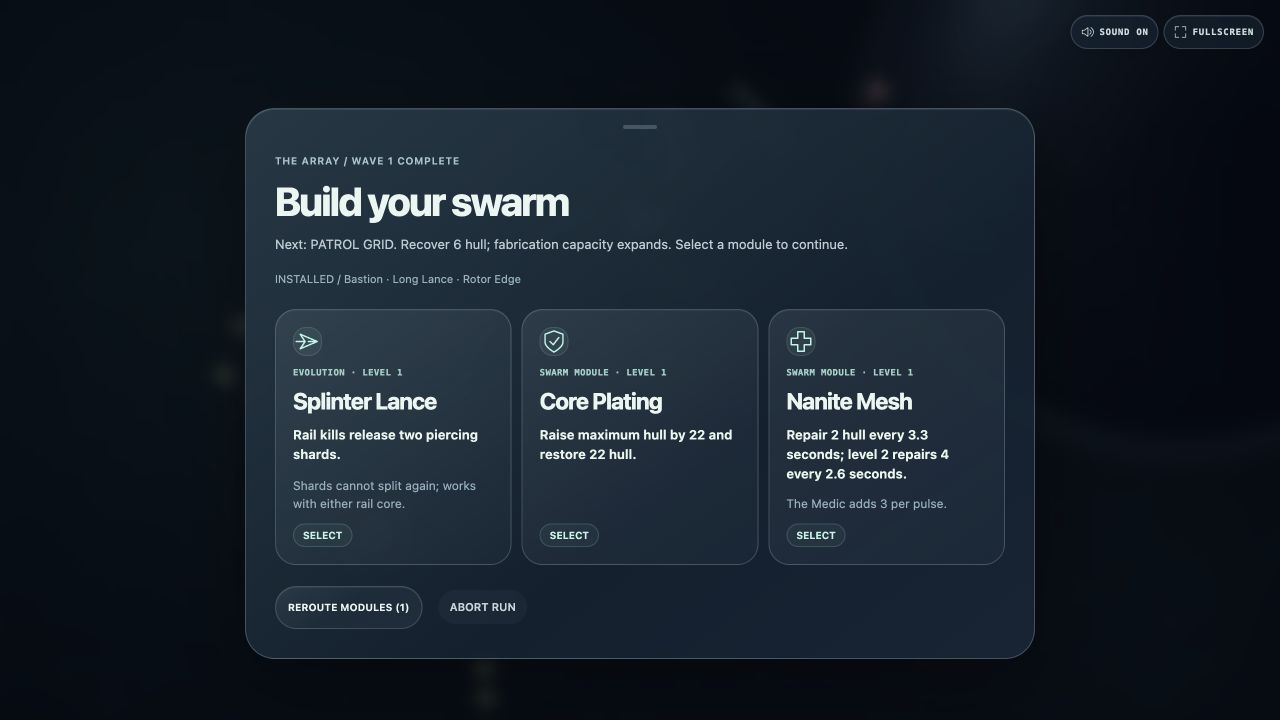 SOUND ON
FULLSCREEN
THE ARRAY / WAVE 1 COMPLETE
Build your swarm
Next: PATROL GRID. Recover 6 hull; fabrication capacity expands. Select a module to continue.
INSTALLED / Bastion · Long Lance · Rotor Edge
EVOLUTION · LEVEL 1
Splinter Lance
Rail kills release two piercing
shards.
Shards cannot split again; works
with either rail core.
SELECT
SWARM MODULE · LEVEL 1
Core Plating
Raise maximum hull by 22 and
restore 22 hull.
SELECT
SWARM MODULE · LEVEL 1
Nanite Mesh
Repair 2 hull every 3.3
seconds; level 2 repairs 4
every 2.6 seconds.
The Medic adds 3 per pulse.
SELECT
REROUTE MODULES (1)
ABORT RUN